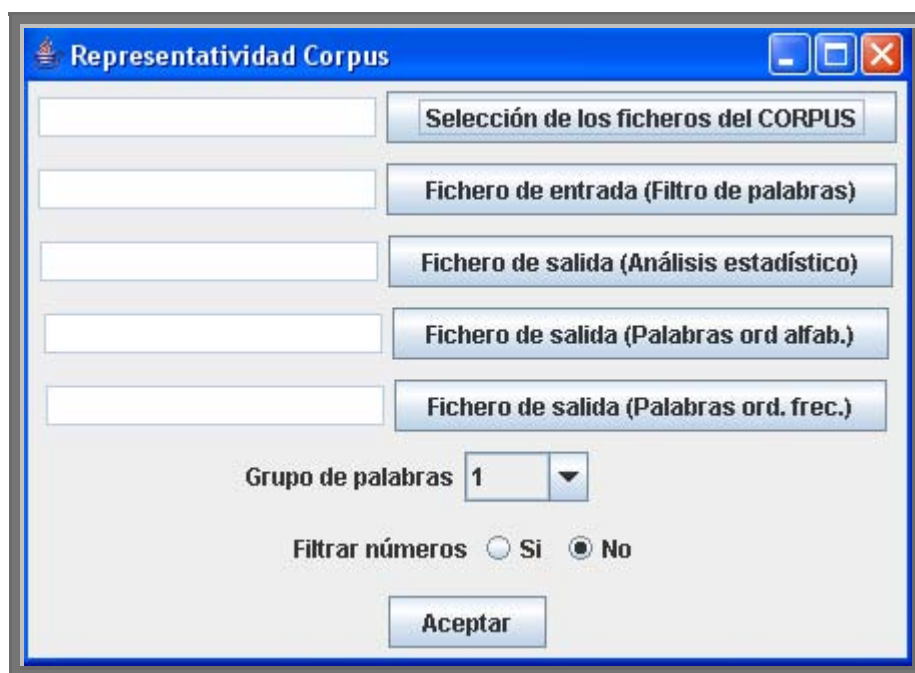 Representatividad Corpus
Selección de los ficheros del CORPUS
Fichero de entrada (Filtro de palabras)
Fichero de salida (Análisis estadístico)
Fichero de salida (Palabras ord alfab.)
Fichero de salida (Palabras ord. frec.)
Grupo de palabras 1
Filtrar números Si No
Aceptar